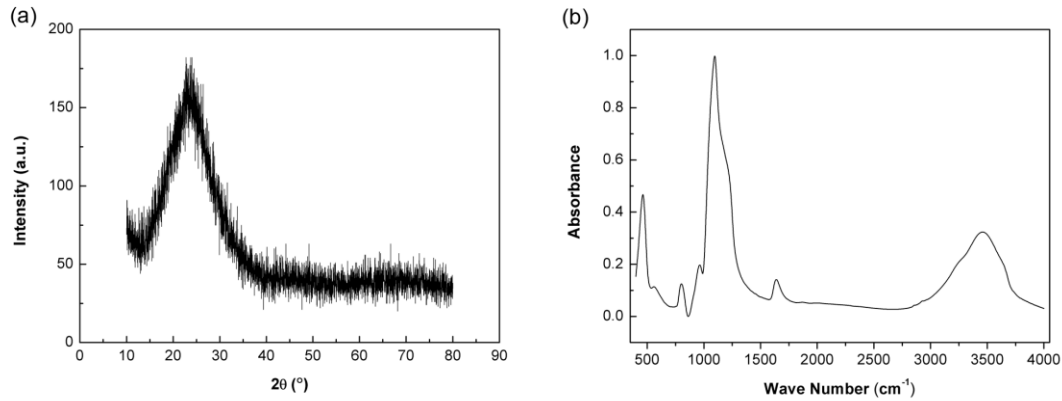 (a)
200
150
100
50
0
Intensity (a.u.)
0 10 20 30 40 50 60 70 80 90
2θ (°)
(b)
1.0
0.8
0.6
0.4
0.2
0.0
Absorbance
500 1000 1500 2000 2500 3000 3500 4000
Wave Number (cm⁻¹)